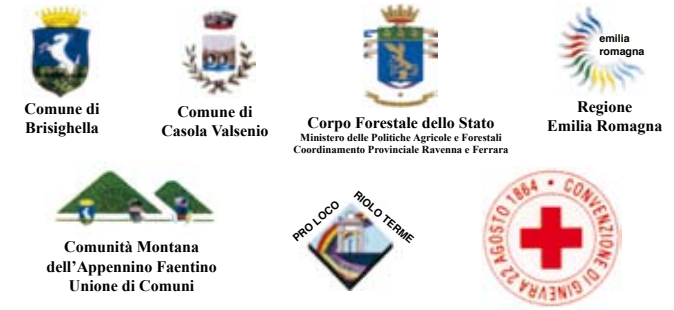 Comune di
Brisighella
Comune di
Casola Valsenio
Corpo Forestale dello Stato
Ministero delle Politiche Agricole e Forestali
Coordinamento Provinciale Ravenna e Ferrara
emilia
romagna
Regione
Emilia Romagna
Comunità Montana
dell'Appennino Faentino
Unione di Comuni
PRO LOCO RIOLO TERME
CONVENZIONE DI GINEVRA 22 AGOSTO 1864